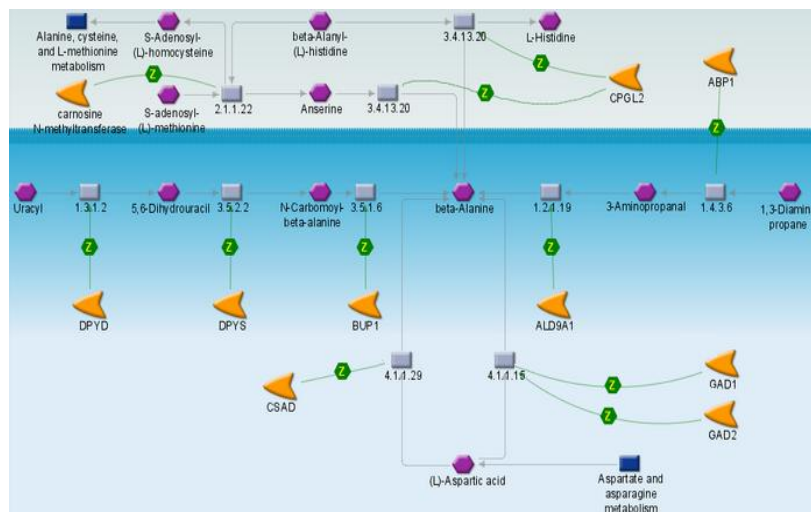 Alanine, cysteine,
and L-methionine
metabolism
S-Adenosyl-
(L)-homocysteine
beta-Alanyl-
(L)-histidine
3.4.13.20
L-Histidine
Z
Z
carnosine
N-methyltransferase
S-adenosyl-
(L)-methionine
2.1.1.22
Anserine
3.4.13.20
Z
CPGL2
ABP1
Z
Uracyl
1.3.1.2
5,6-Dihydrouracil
3.5.2.2
N-Carbomoyl-
beta-alanine
3.5.1.6
beta-Alanine
1.2.1.19
3-Aminopropanal
1.4.3.6
1,3-Diamin
propane
Z
Z
Z
Z
DPYD
DPYS
BUP1
ALD9A1
Z
CSAD
4.1.1.29
4.1.1.15
Z
GAD1
Z
GAD2
(L)-Aspartic acid
Aspartate and
asparagine
metabolism